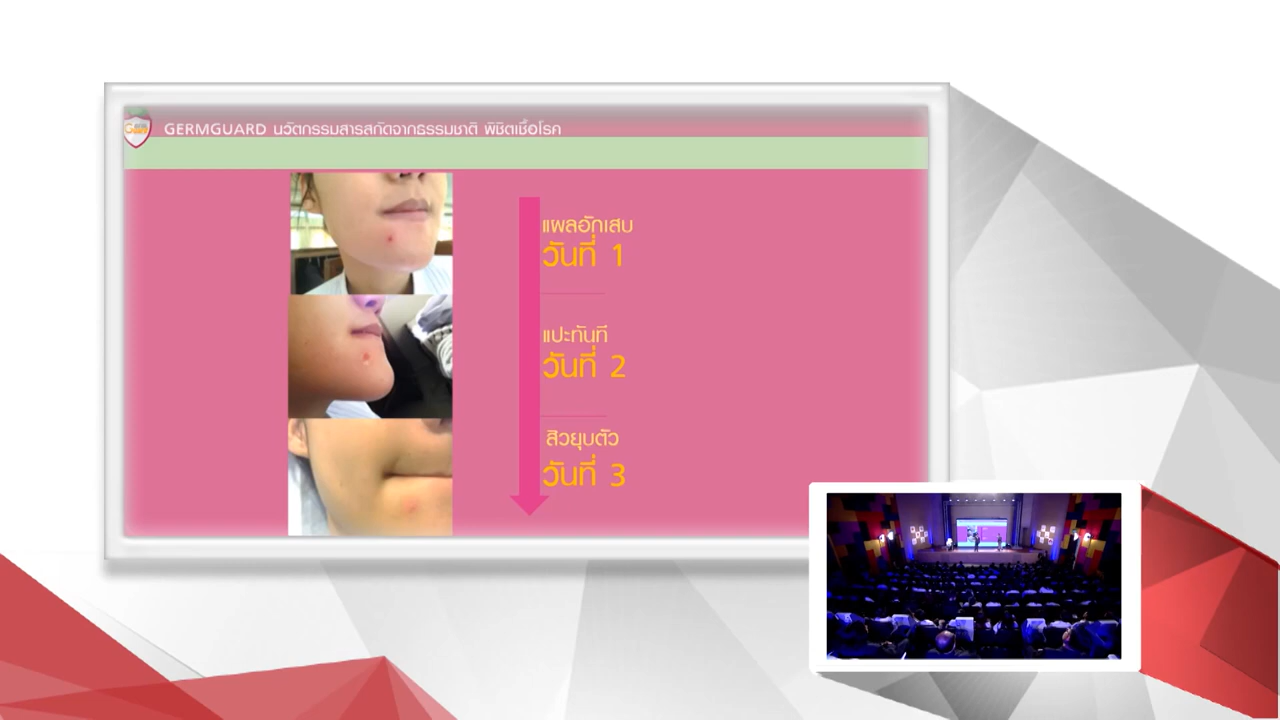 GERMGUARD นวัตกรรมสารสกัดจากธรรมชาติ พิชิตเชื้อโรค
แผลอักเสบ
วันที่ 1
แปะทันที
วันที่ 2
สิวยุบตัว
วันที่ 3